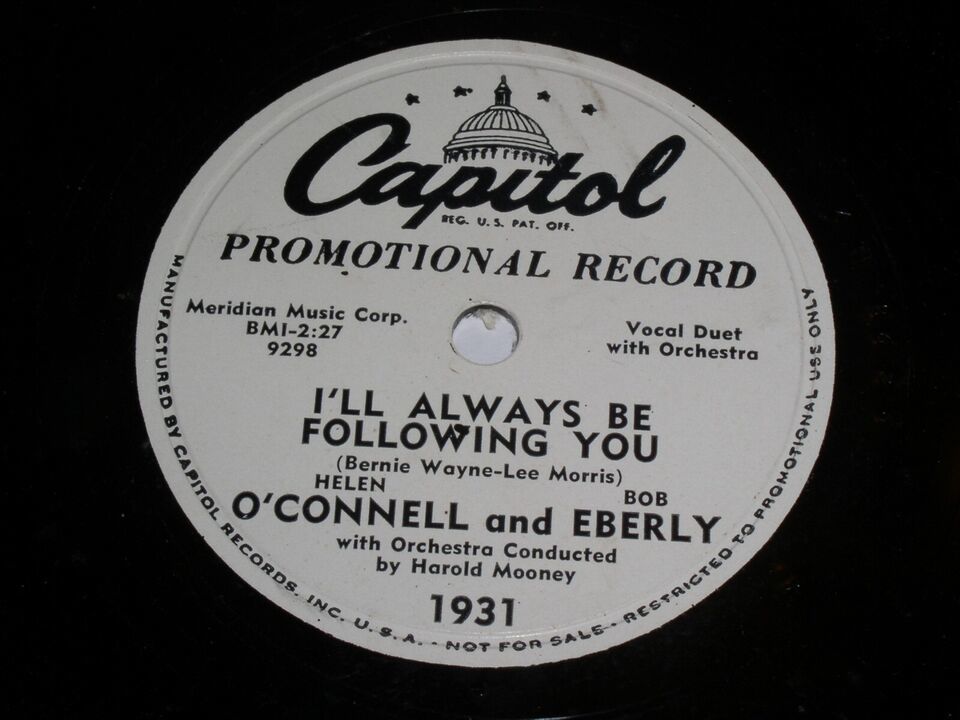 Capitol
REG. U.S. PAT. OFF.
PROMOTIONAL RECORD
Meridian Music Corp.
BMI-2:27
9298
Vocal Duet
with Orchestra
I'LL ALWAYS BE
FOLLOWING YOU
(Bernie Wayne-Lee Morris)
HELEN BOB
O'CONNELL and EBERLY
with Orchestra Conducted
by Harold Mooney
1931
MANUFACTURED BY CAPITOL RECORDS, INC. U.S.A. - NOT FOR SALE - RESTRICTED TO PROMOTIONAL USE ONLY